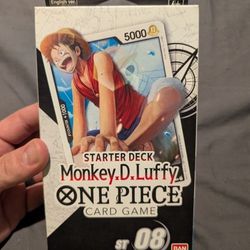 English ver.
5000
STARTER DECK
Monkey.D.Luffy
ONE PIECE
CARD GAME
ST 08
BAN